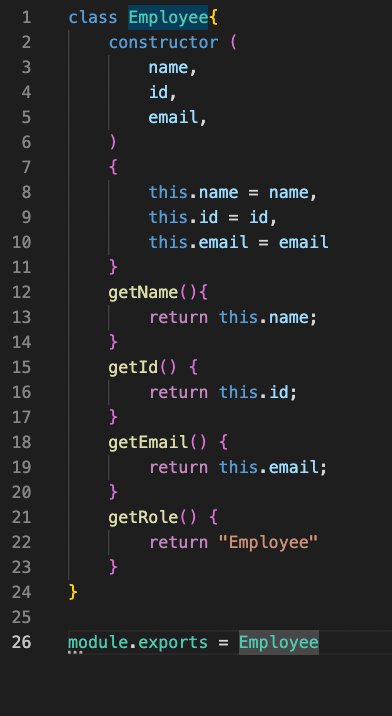 1 class Employee{
2     constructor (
3         name,
4         id,
5         email,
6     )
7     {
8         this.name = name,
9         this.id = id,
10         this.email = email
11     }
12     getName(){
13         return this.name;
14     }
15     getId() {
16         return this.id;
17     }
18     getEmail() {
19         return this.email;
20     }
21     getRole() {
22         return "Employee"
23     }
24 }
25
26 module.exports = Employee